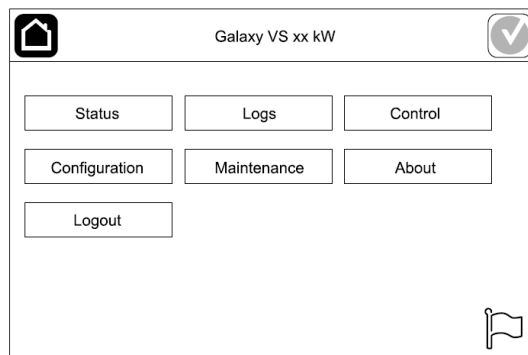 Galaxy VS xx kW
Status Logs Control
Configuration Maintenance About
Logout